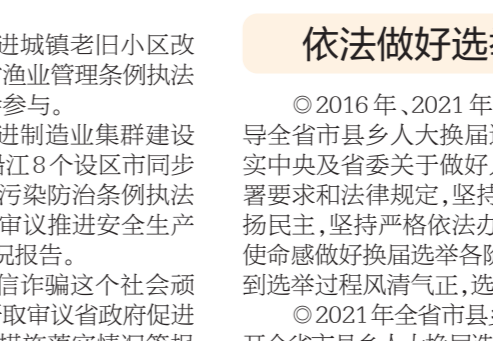 进城镇老旧小区改
渔业管理条例执法
参与。
进制造业集群建设
江8个设区市同步
污染防治条例执法
审议推进安全生产
况报告。
信诈骗这个社会顽
取审议省政府促进
依法做好选
◎2016年、2021年
导全省市县乡人大换届
实中央及省委关于做好
署要求和法律规定,坚持
扬民主,坚持严格依法办
使命感做好换届选举各阶
到选举过程风清气正,选
◎2021年全省市县